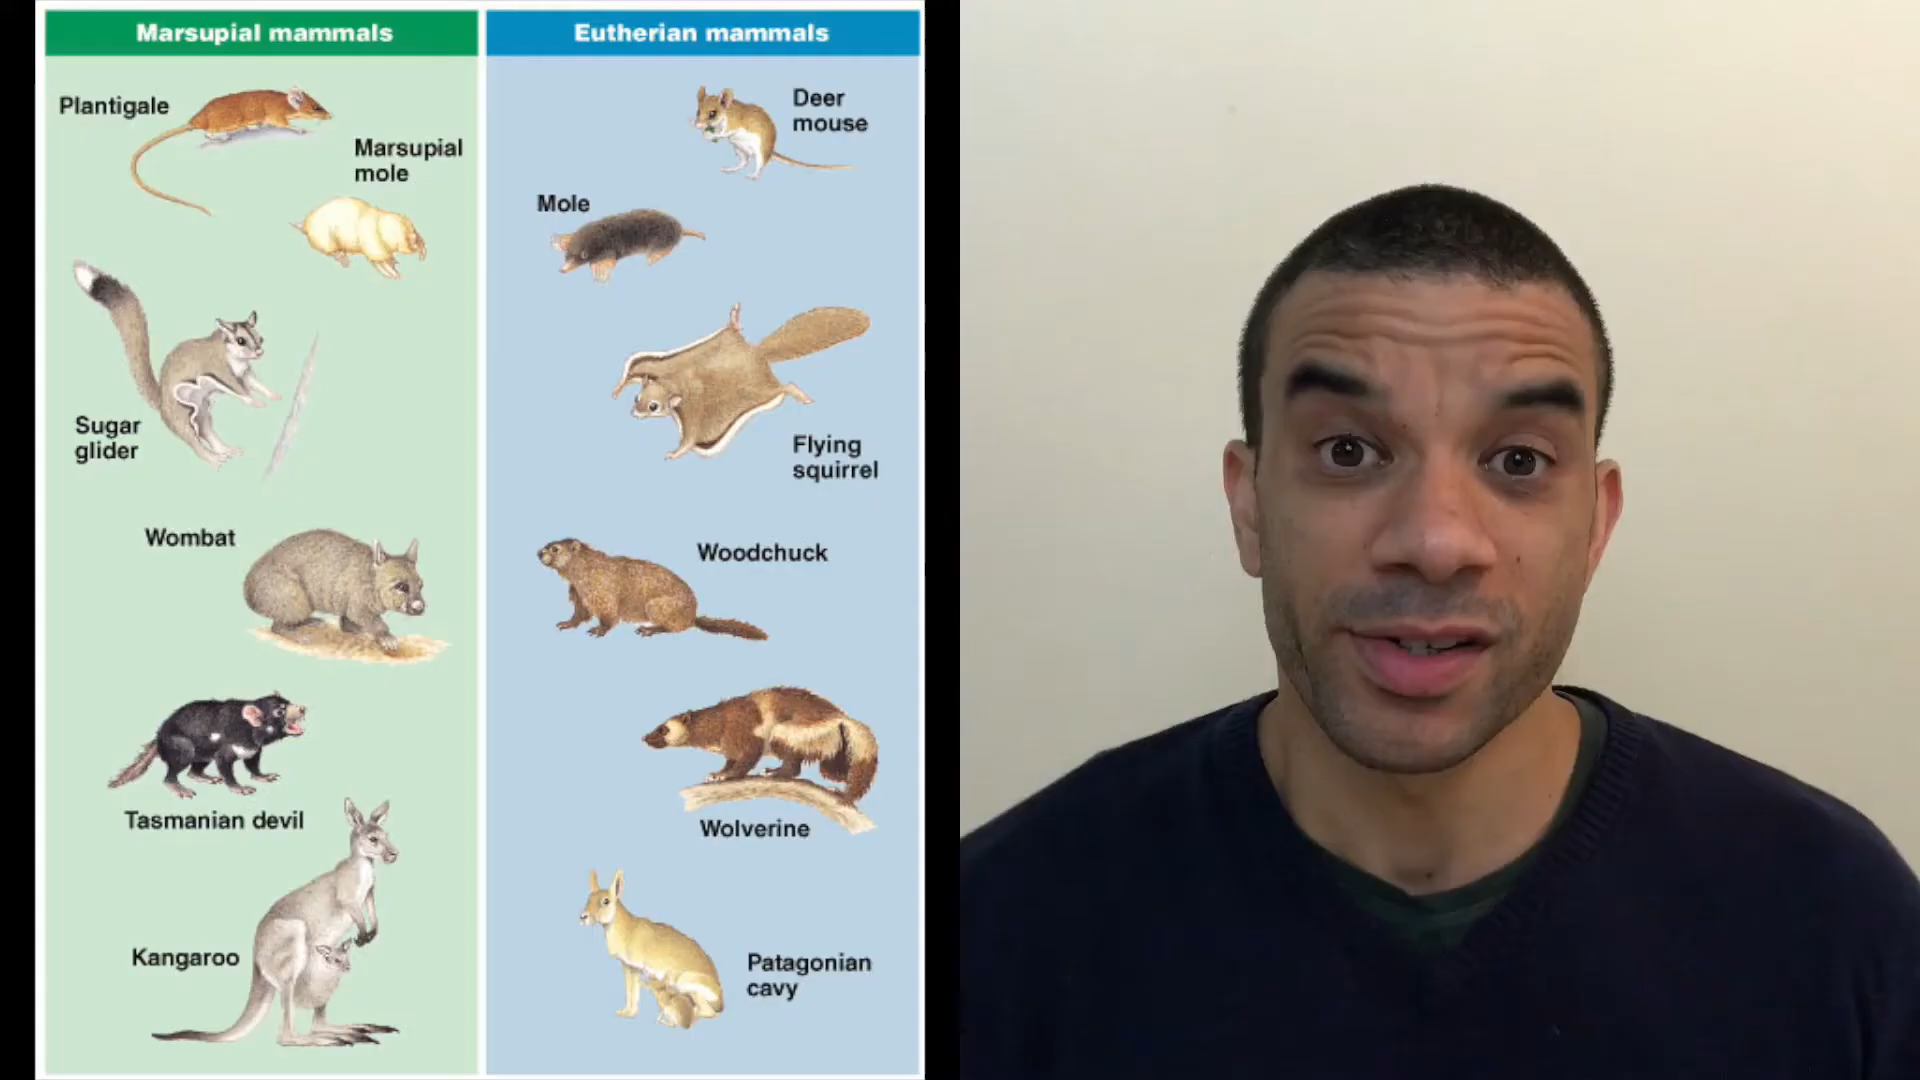 Marsupial mammals
Plantigale
Marsupial
mole
Sugar
glider
Wombat
Tasmanian devil
Kangaroo
Eutherian mammals
Deer
mouse
Mole
Flying
squirrel
Woodchuck
Wolverine
Patagonian
cavy